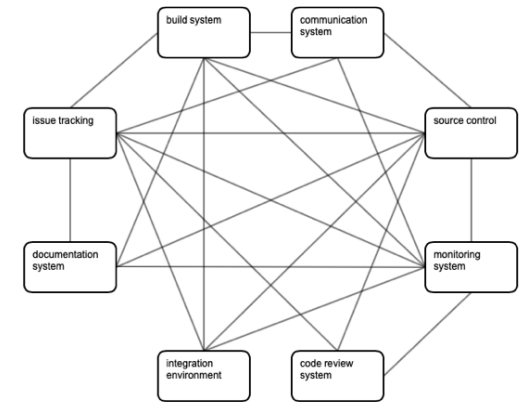 build system
communication
system
issue tracking
source control
documentation
system
monitoring
system
integration
environment
code review
system